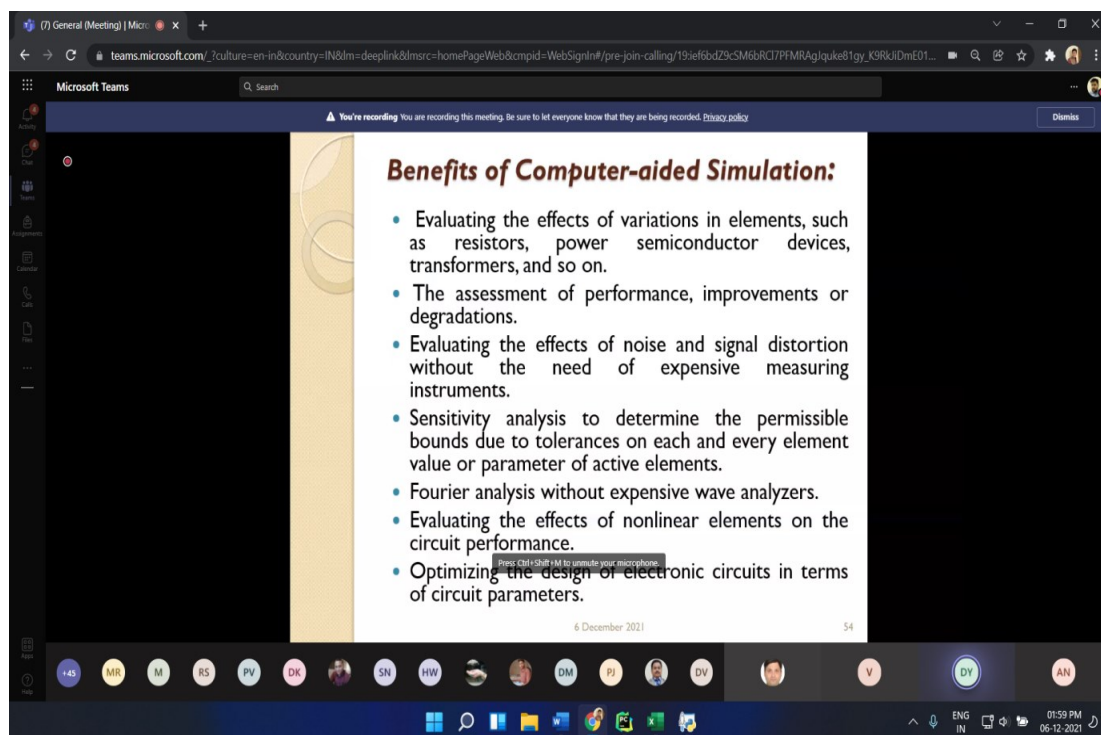 (7) General (Meeting) | Micro
teams.microsoft.com/_?culture=en-in&country=IN&lm=deeplink&lmsrc=homePageWeb&cmpid=WebSignIn#/pre-join-calling/
Microsoft Teams
Search
You're recording You are recording this meeting. Be sure to let everyone know that they are being recorded. Privacy policy
Dismiss
4
Activity
4
Chat
Teams
Assignments
Calendar
Calls
Files
Benefits of Computer-aided Simulation:
• Evaluating the effects of variations in elements, such
as resistors, power semiconductor devices,
transformers, and so on.
• The assessment of performance, improvements or
degradations.
• Evaluating the effects of noise and signal distortion
without the need of expensive measuring
instruments.
• Sensitivity analysis to determine the permissible
bounds due to tolerances on each and every element
value or parameter of active elements.
• Fourier analysis without expensive wave analyzers.
• Evaluating the effects of nonlinear elements on the
circuit performance.
Press Ctrl+Shift+M to unmute your microphone.
• Optimizing the design of electronic circuits in terms
of circuit parameters.
6 December 2021 54
Apps
Help
+45 MR M RS PV DK SN HW DM PJ DV V DY AN
ENG
IN
01:59 PM
06-12-2021